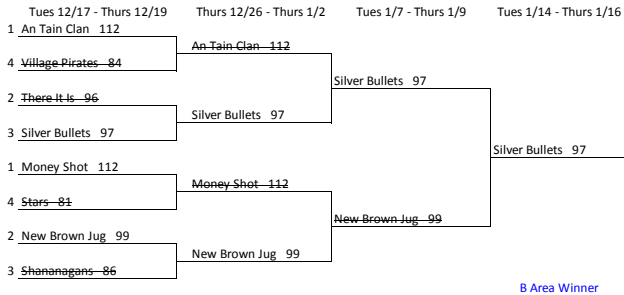 Tues 12/17 - Thurs 12/19 Thurs 12/26 - Thurs 1/2 Tues 1/7 - Thurs 1/9 Tues 1/14 - Thurs 1/16
1 An Tain Clan 112
An Tain Clan 112
4 Village Pirates 84
Silver Bullets 97
2 There It Is 96
Silver Bullets 97
3 Silver Bullets 97
Silver Bullets 97
1 Money Shot 112
Money Shot 112
4 Stars 81
New Brown Jug 99
2 New Brown Jug 99
New Brown Jug 99
3 Shananagans 86
B Area Winner